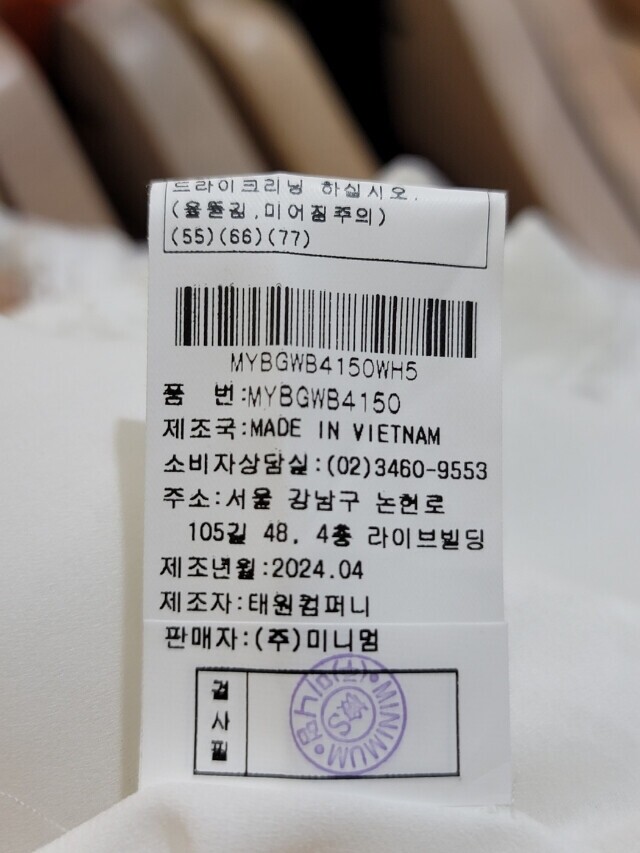 드라이크리닝 하십시오.
(올뜯김,미어짐주의)
(55)(66)(77)
MYBGWB4150WH5
품 번:MYBGWB4150
제조국:MADE IN VIETNAM
소비자상담실:(02)3460-9553
주소:서울 강남구 논현로
105길 48, 4층 라이브빌딩
제조년월:2024.04
제조자:태원컴퍼니
판매자:(주)미니멈
검사필
(주)미니멈 • MINIMUM •